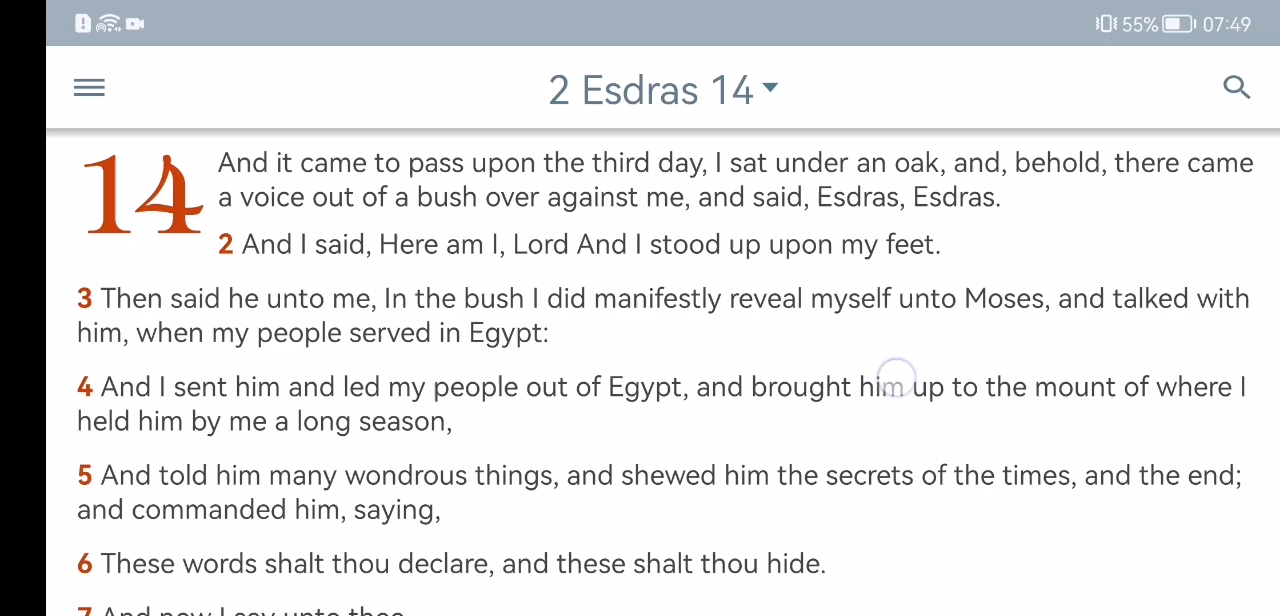 55% 07:49
2 Esdras 14
14 And it came to pass upon the third day, I sat under an oak, and, behold, there came
a voice out of a bush over against me, and said, Esdras, Esdras.
2 And I said, Here am I, Lord And I stood up upon my feet.
3 Then said he unto me, In the bush I did manifestly reveal myself unto Moses, and talked with
him, when my people served in Egypt:
4 And I sent him and led my people out of Egypt, and brought him up to the mount of where I
held him by me a long season,
5 And told him many wondrous things, and shewed him the secrets of the times, and the end;
and commanded him, saying,
6 These words shalt thou declare, and these shalt thou hide.
7 And now I say unto thee